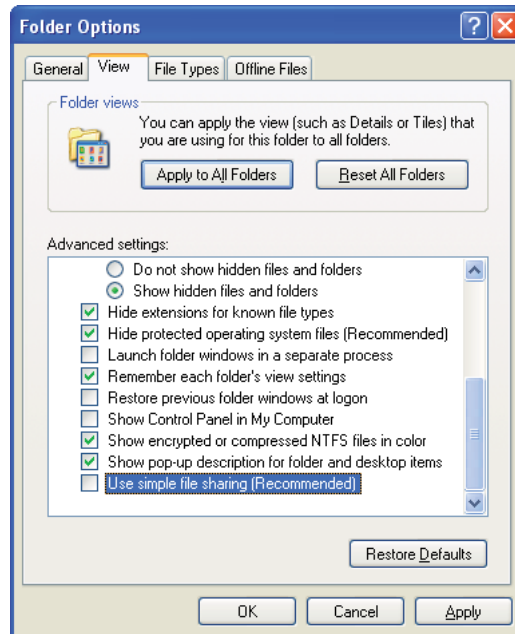 Folder Options
General View File Types Offline Files
Folder views
You can apply the view (such as Details or Tiles) that
you are using for this folder to all folders.
Apply to All Folders Reset All Folders
Advanced settings:
Do not show hidden files and folders
Show hidden files and folders
Hide extensions for known file types
Hide protected operating system files (Recommended)
Launch folder windows in a separate process
Remember each folder's view settings
Restore previous folder windows at logon
Show Control Panel in My Computer
Show encrypted or compressed NTFS files in color
Show pop-up description for folder and desktop items
Use simple file sharing (Recommended)
Restore Defaults
OK Cancel Apply